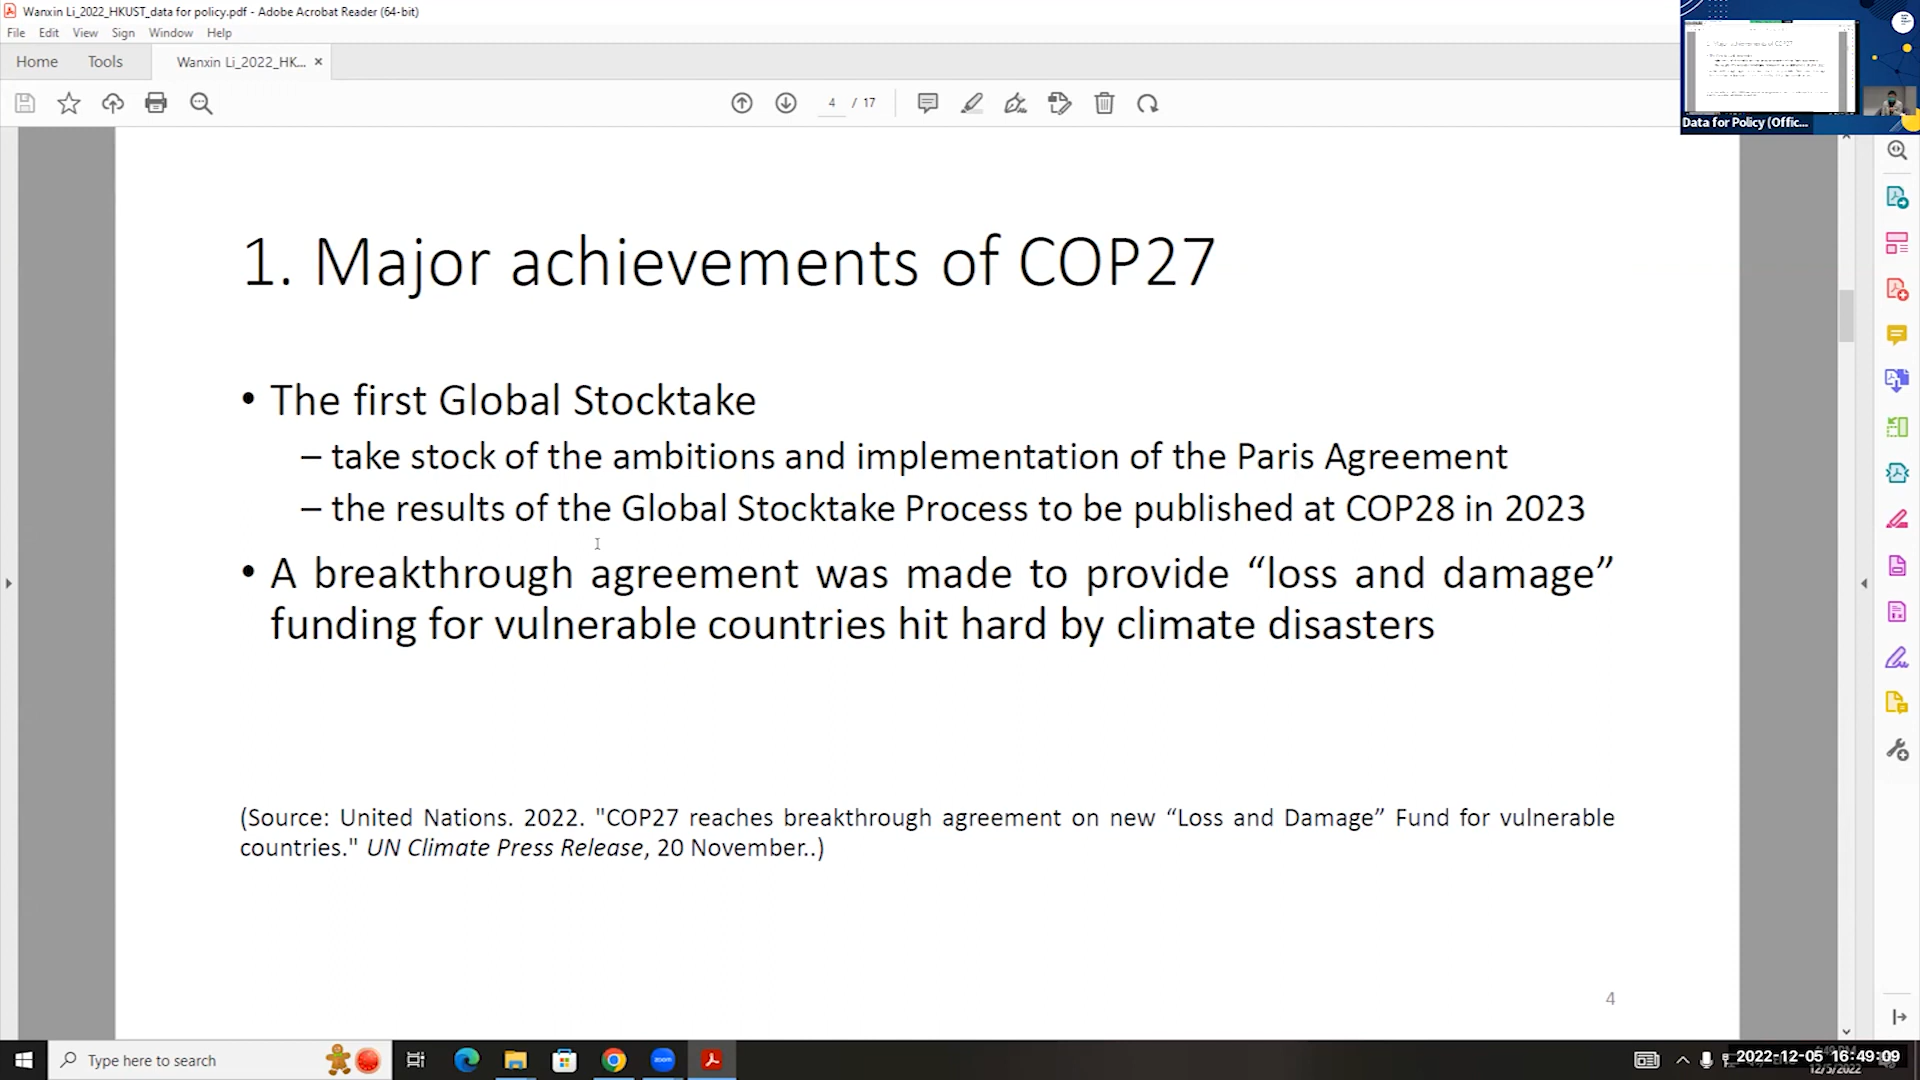 Wanxin Li_2022_HKUST_data for policy.pdf - Adobe Acrobat Reader (64-bit)
File Edit View Sign Window Help
Home Tools Wanxin Li_2022_HK... ×
4 / 17
Data for Policy (Offic...
1. Major achievements of COP27
• The first Global Stocktake
– take stock of the ambitions and implementation of the Paris Agreement
– the results of the Global Stocktake Process to be published at COP28 in 2023
• A breakthrough agreement was made to provide “loss and damage”
funding for vulnerable countries hit hard by climate disasters
(Source: United Nations. 2022. "COP27 reaches breakthrough agreement on new “Loss and Damage” Fund for vulnerable
countries." UN Climate Press Release, 20 November..)
4
Type here to search
zoom
2022-12-05 16:49:09
12/5/2022